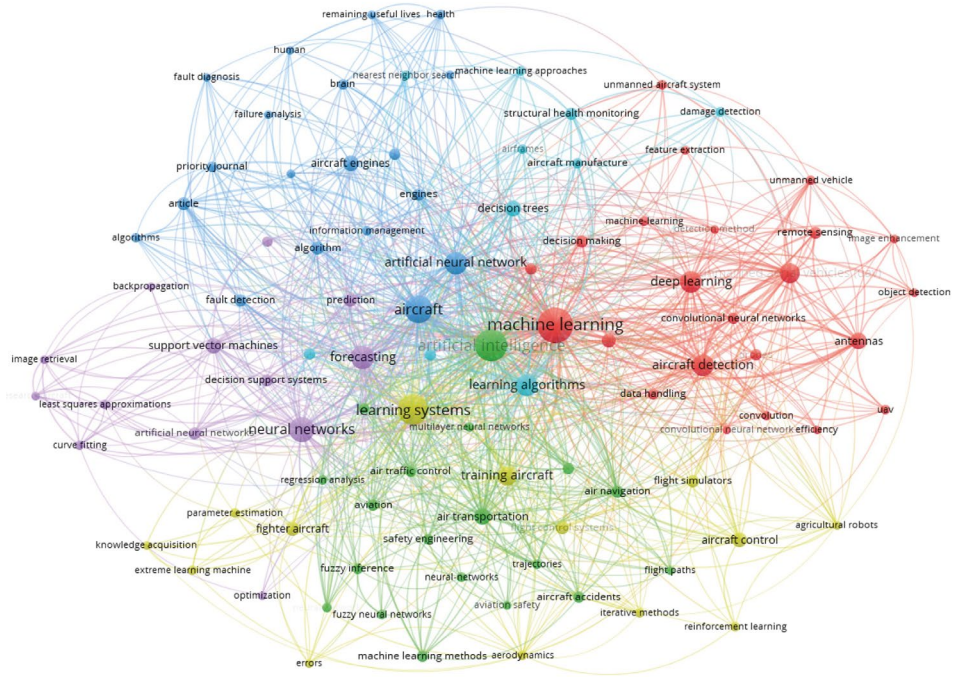 remaining useful lives
health
human
nearest neighbor search
machine learning approaches
fault diagnosis
brain
unmanned aircraft system
failure analysis
structural health monitoring
damage detection
airframes
feature extraction
priority journal
aircraft engines
aircraft manufacture
unmanned vehicle
engines
article
decision trees
machine-learning
information management
detection method
remote sensing
algorithms
algorithm
decision making
image enhancement
artificial neural network
deep learning
backpropagation
fault detection
prediction
object detection
aircraft
machine learning
convolutional neural networks
support vector machines
artificial intelligence
antennas
image retrieval
forecasting
aircraft detection
decision support systems
learning algorithms
data handling
least squares approximations
learning systems
uav
convolution
artificial neural networks
neural networks
multilayer neural networks
convolutional neural network
efficiency
curve fitting
air traffic control
regression analysis
training aircraft
flight simulators
air navigation
aviation
parameter estimation
air transportation
fighter aircraft
flight control systems
agricultural robots
knowledge acquisition
safety engineering
aircraft control
extreme learning machine
fuzzy inference
trajectories
flight paths
neural-networks
optimization
aircraft accidents
aviation safety
fuzzy neural networks
iterative methods
reinforcement learning
machine learning methods
aerodynamics
errors